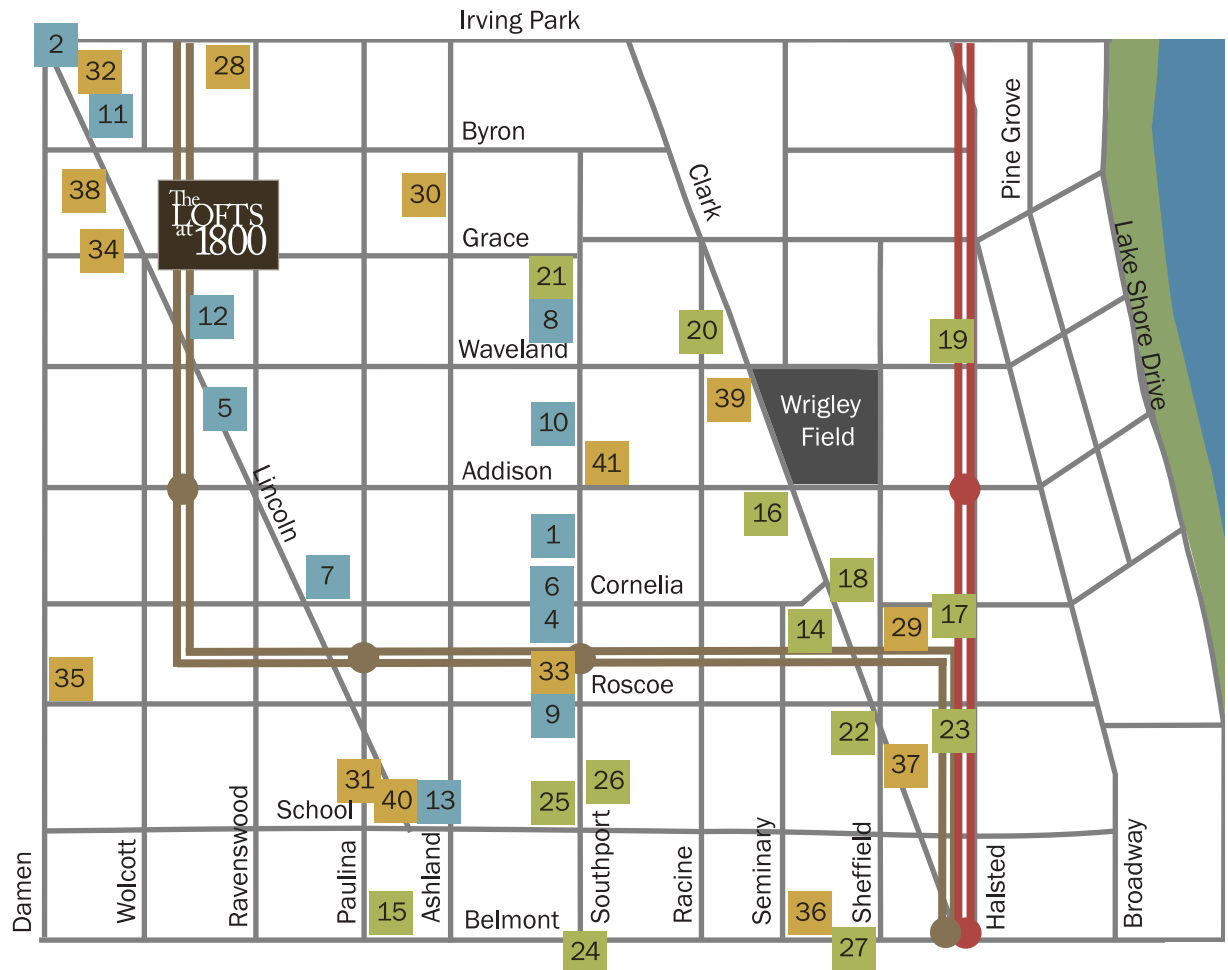 Irving Park
2
32
28
11
Byron
Pine Grove
38
The
LOFTS
at 1800
30
Clark
34
Grace
21
12
8
20
19
Lake Shore Drive
Waveland
5
10
39
Wrigley
Field
41
Addison
Lincoln
1
16
7
6
Cornelia
18
4
14
29
17
35
33
Roscoe
9
22
23
31
40
13
25
26
37
School
Damen
Wolcott
Ravenswood
Paulina
Ashland
Southport
Racine
Seminary
Sheffield
Halsted
Broadway
15
Belmont
24
36
27